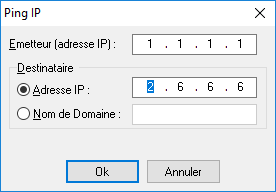 Ping IP
Emetteur (adresse IP) : 1 . 1 . 1 . 1
Destinataire
Adresse IP : 2 . 6 . 6 . 6
Nom de Domaine :
Ok Annuler